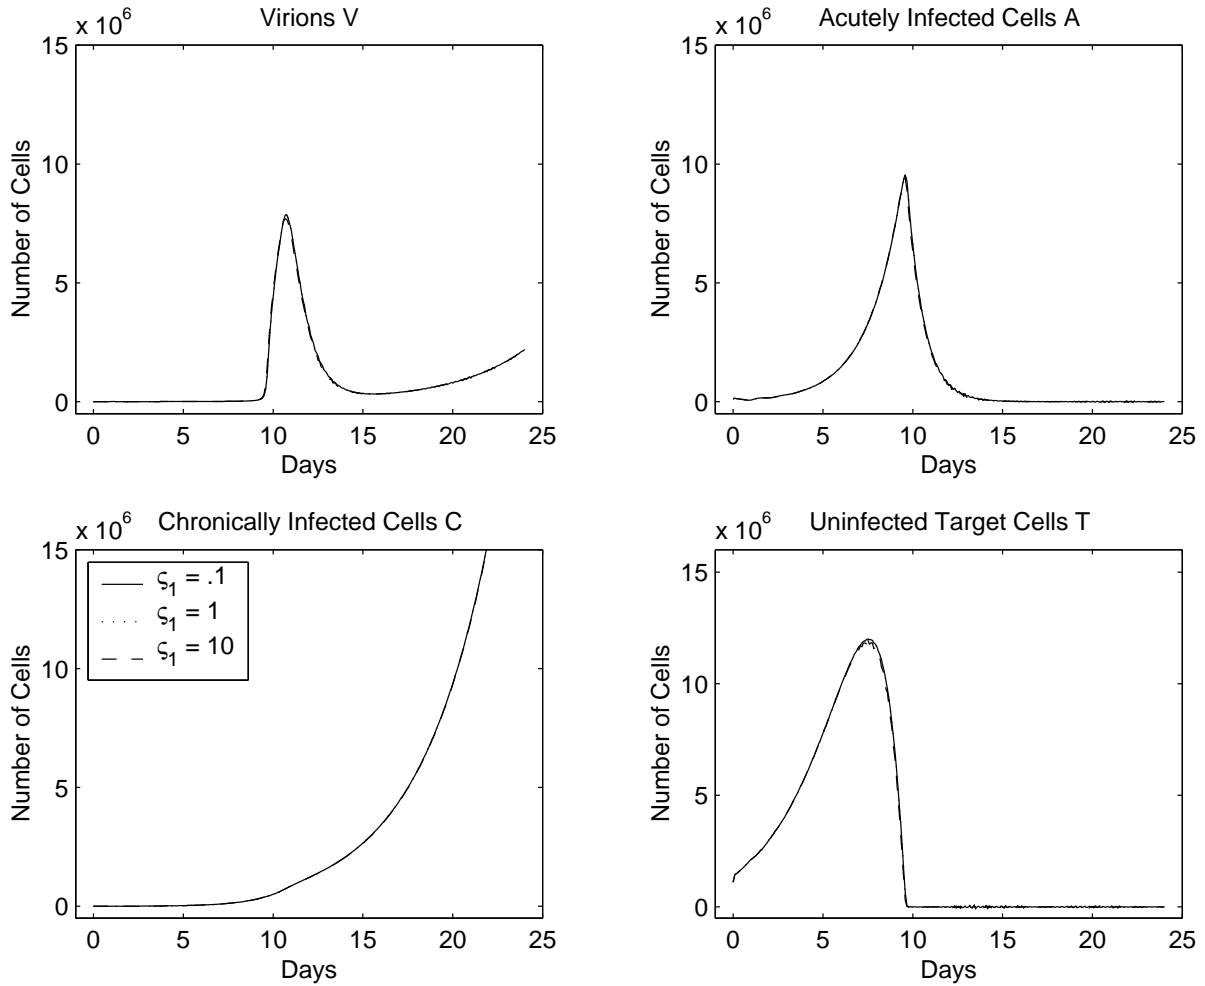 Virions V
x 10^6
15
10
5
0
Number of Cells
0 5 10 15 20 25
Days
Acutely Infected Cells A
x 10^6
15
10
5
0
Number of Cells
0 5 10 15 20 25
Days
Chronically Infected Cells C
x 10^6
15
10
5
0
Number of Cells
ς_1 = .1
ς_1 = 1
ς_1 = 10
0 5 10 15 20 25
Days
Uninfected Target Cells T
x 10^6
15
10
5
0
Number of Cells
0 5 10 15 20 25
Days